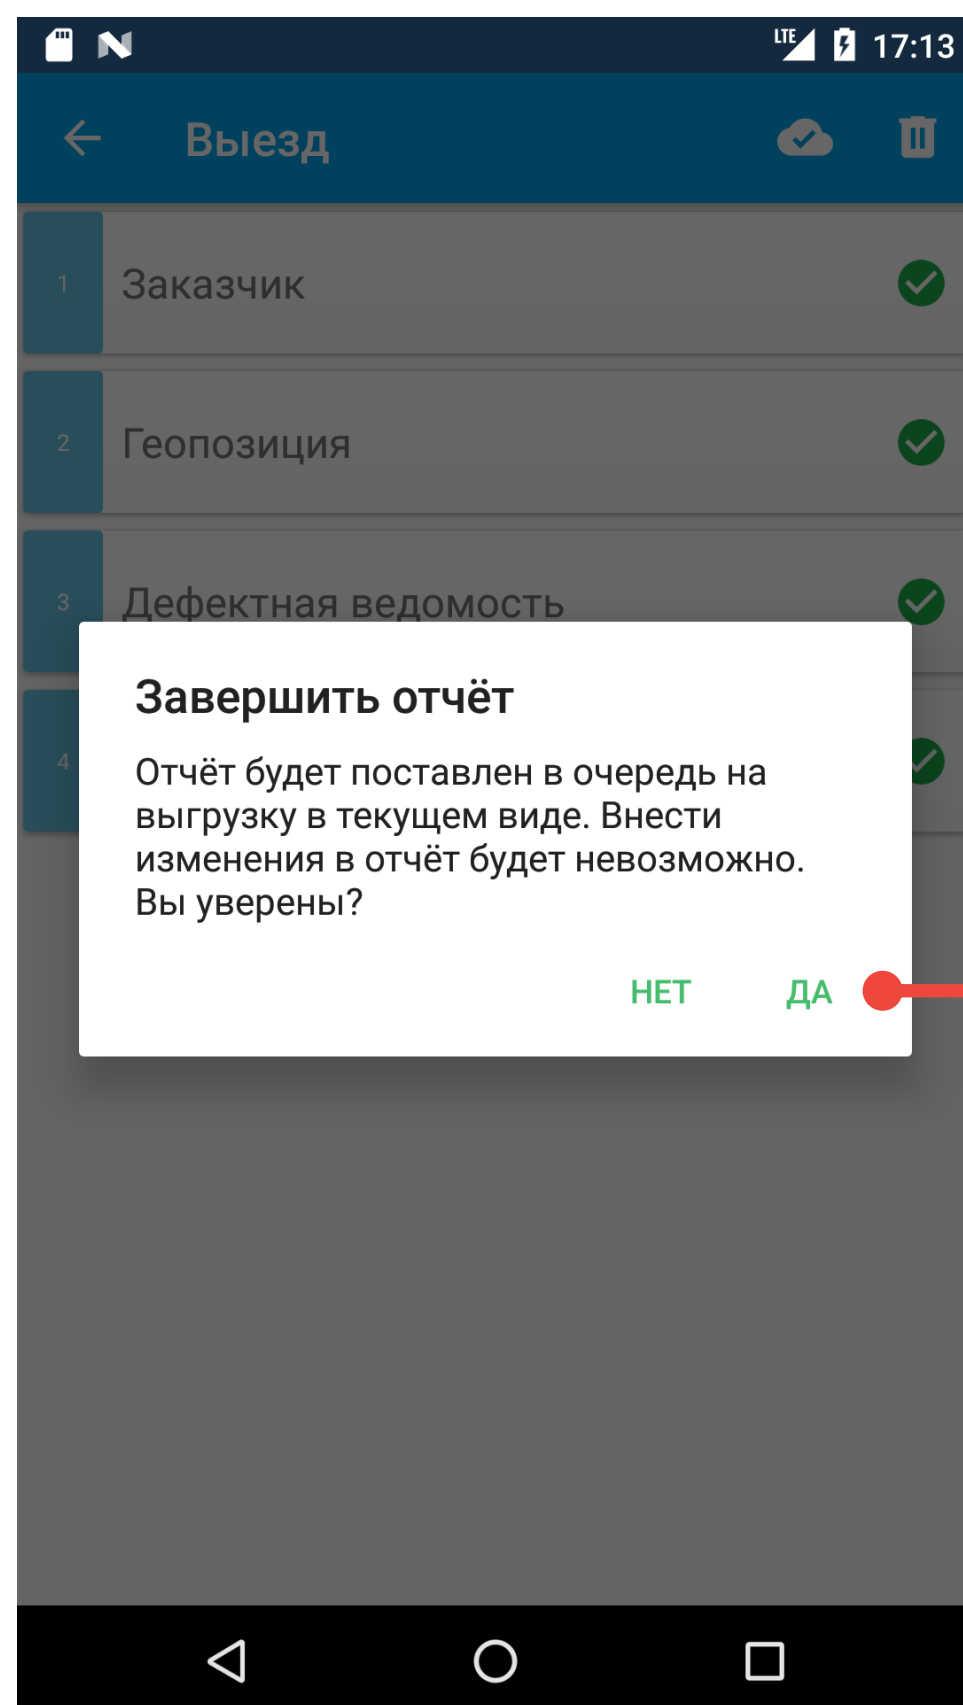 LTE 17:13
Выезд
1 Заказчик
2 Геопозиция
3 Дефектная ведомость
4
Завершить отчёт
Отчёт будет поставлен в очередь на
выгрузку в текущем виде. Внести
изменения в отчёт будет невозможно.
Вы уверены?
НЕТ ДА